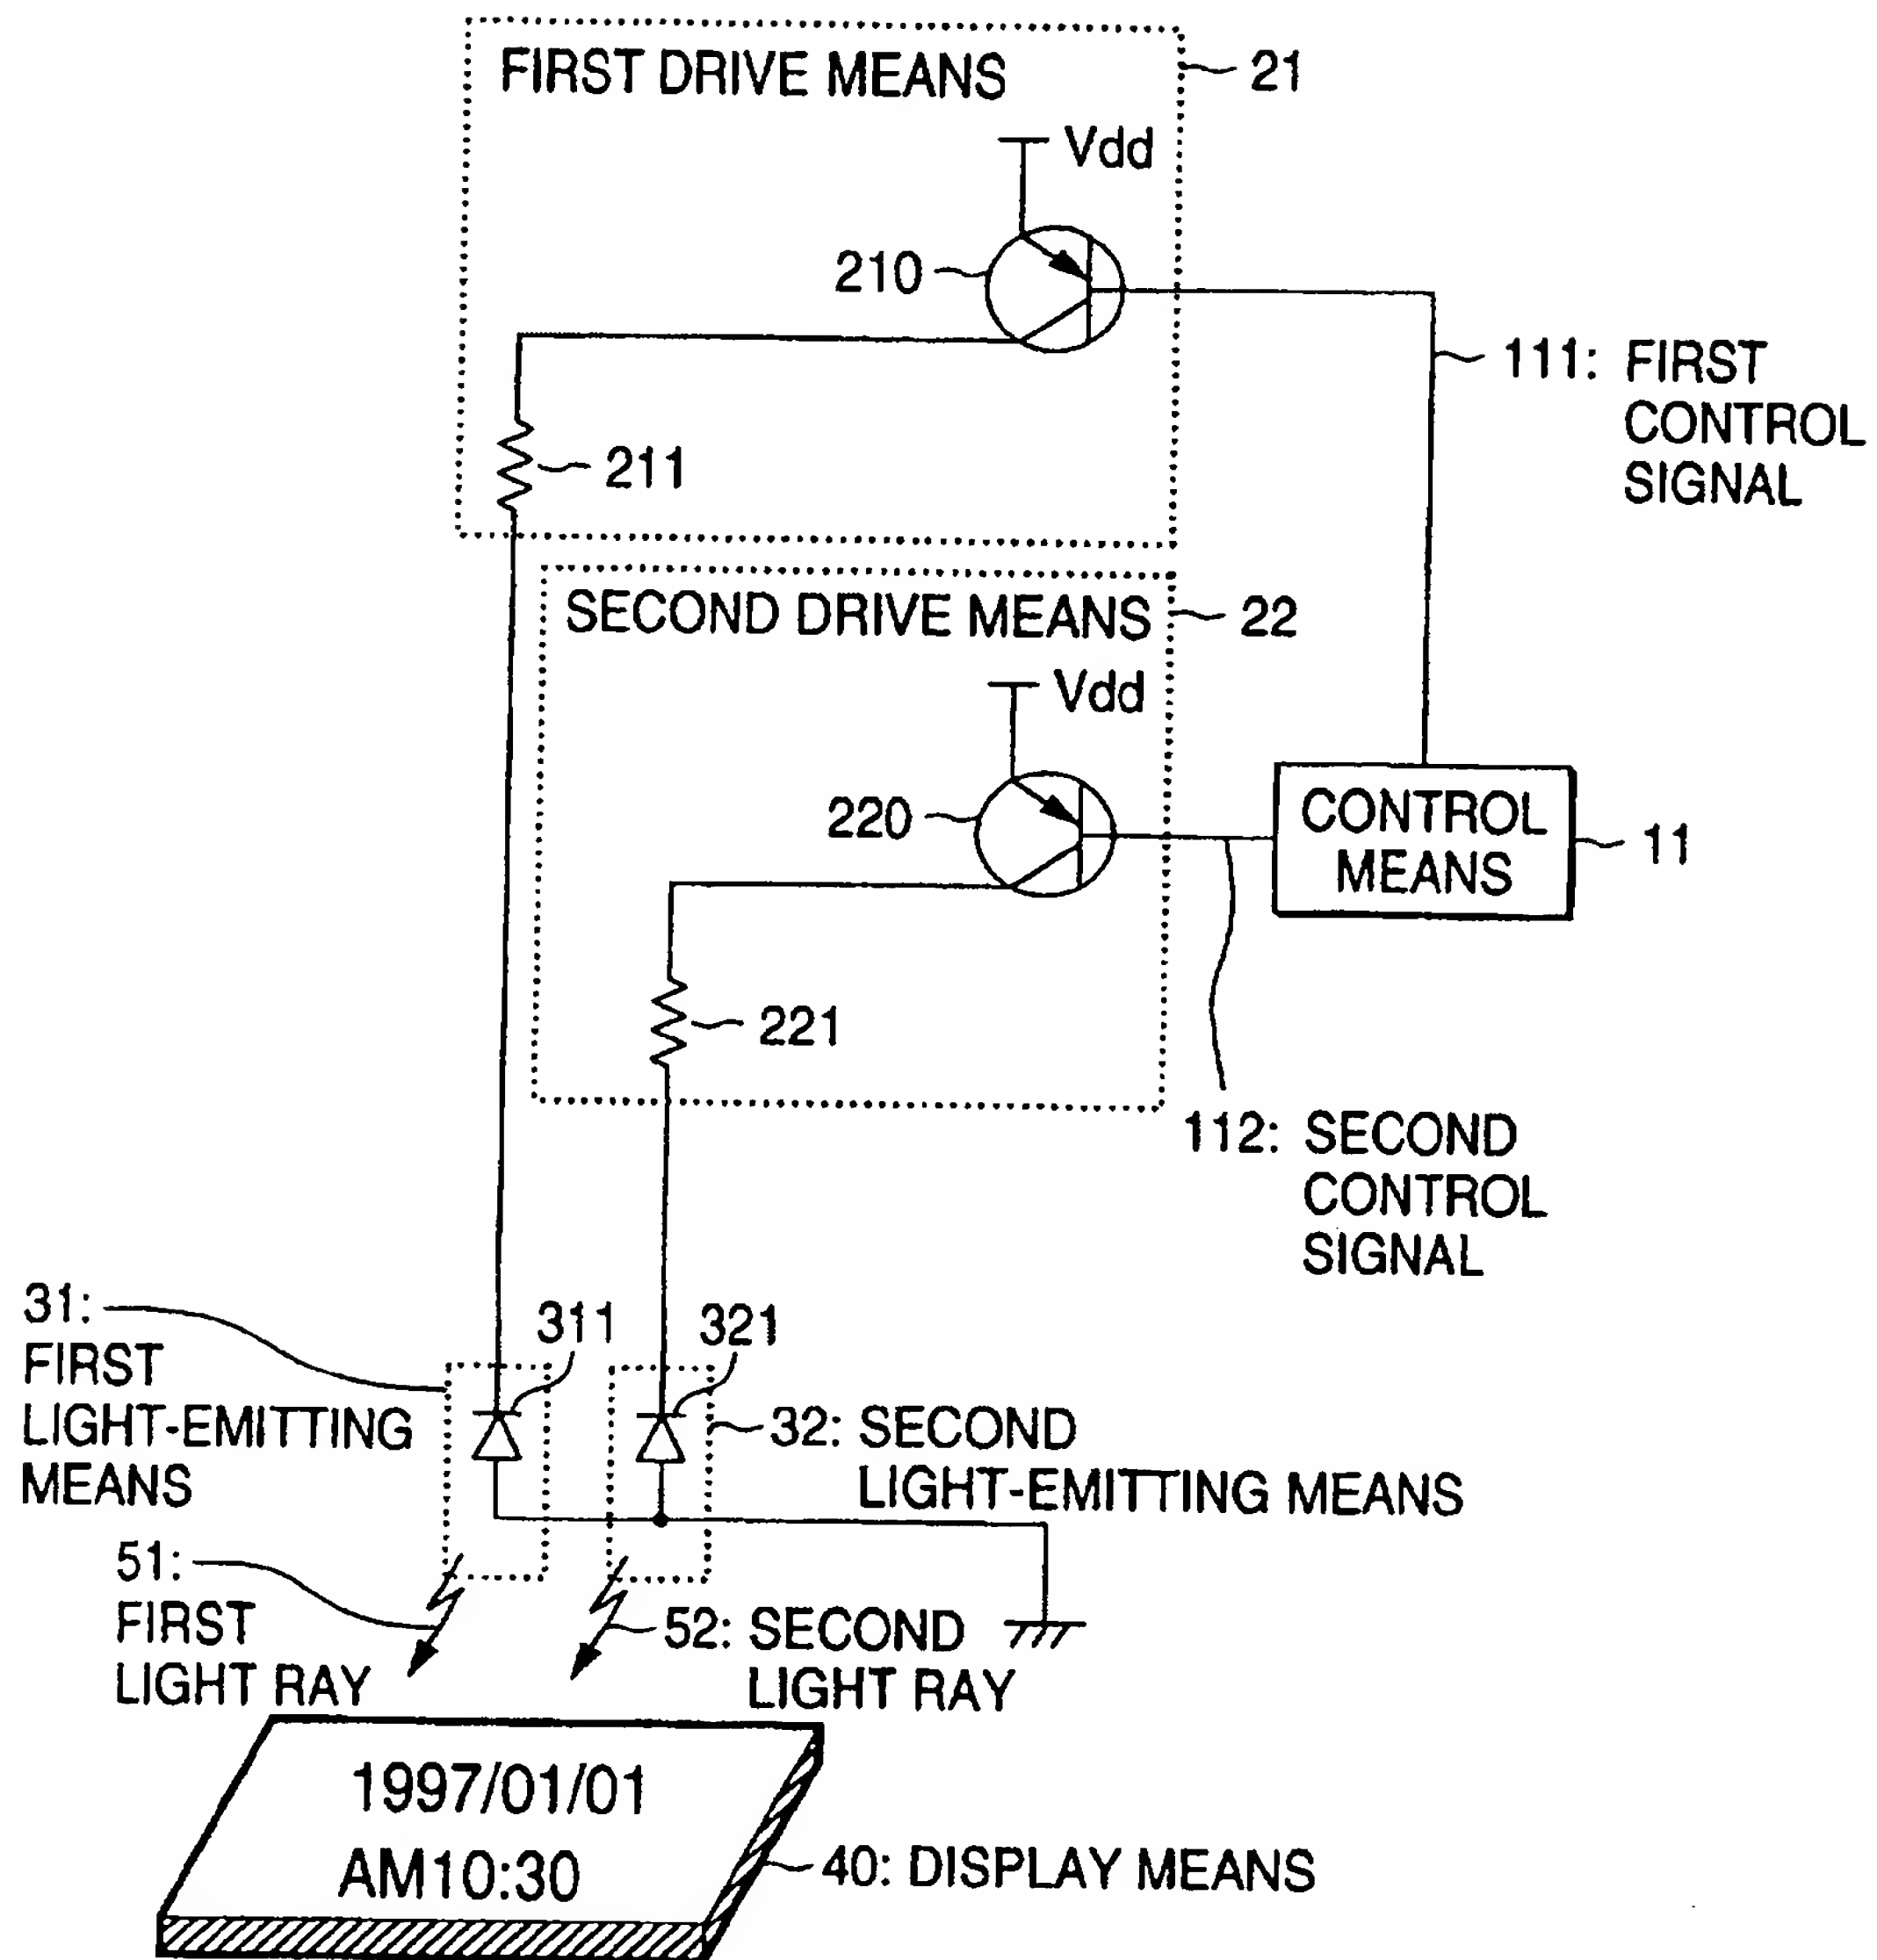 FIRST DRIVE MEANS
21
Vdd
210
111: FIRST
CONTROL
SIGNAL
211
SECOND DRIVE MEANS
22
Vdd
220
CONTROL
MEANS
11
221
112: SECOND
CONTROL
SIGNAL
31:
FIRST
LIGHT-EMITTING
MEANS
311
321
32: SECOND
LIGHT-EMITTING MEANS
51:
FIRST
LIGHT RAY
52: SECOND
LIGHT RAY
1997/01/01
AM10:30
40: DISPLAY MEANS